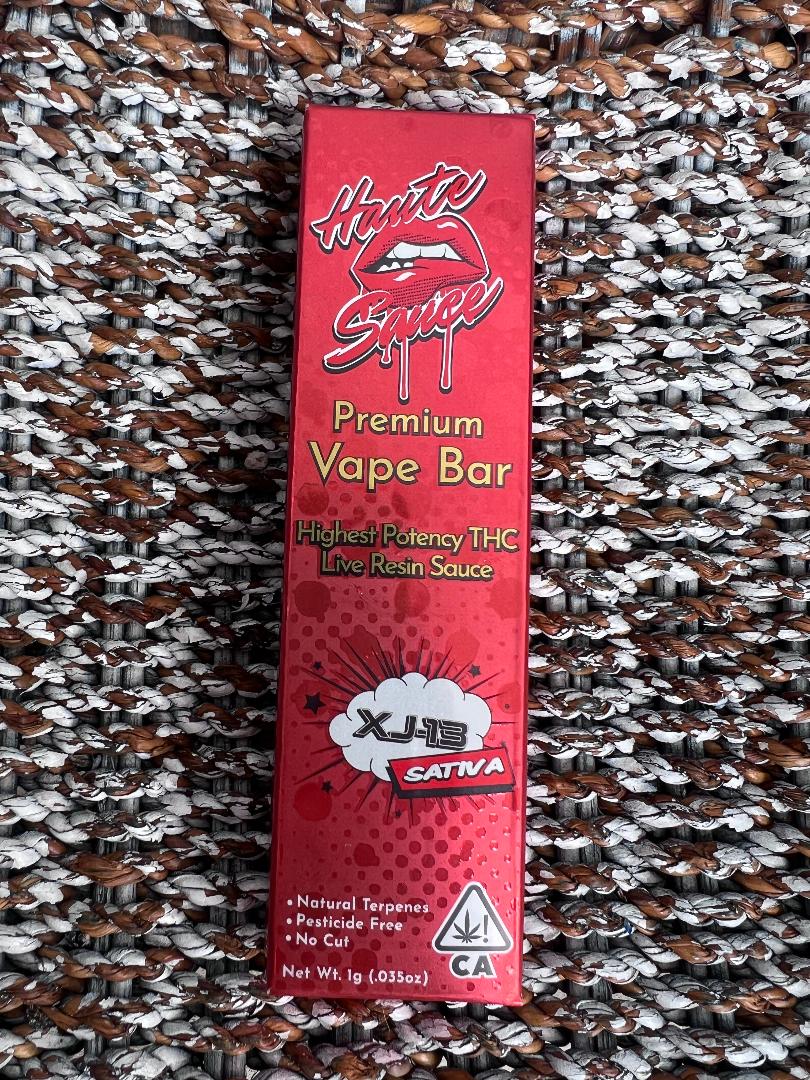 Haute
Sauce
Premium
Vape Bar
Highest Potency THC
Live Resin Sauce
XJ-13
SATIVA
• Natural Terpenes
• Pesticide Free
• No Cut
!
CA
Net Wt. 1g (.035oz)